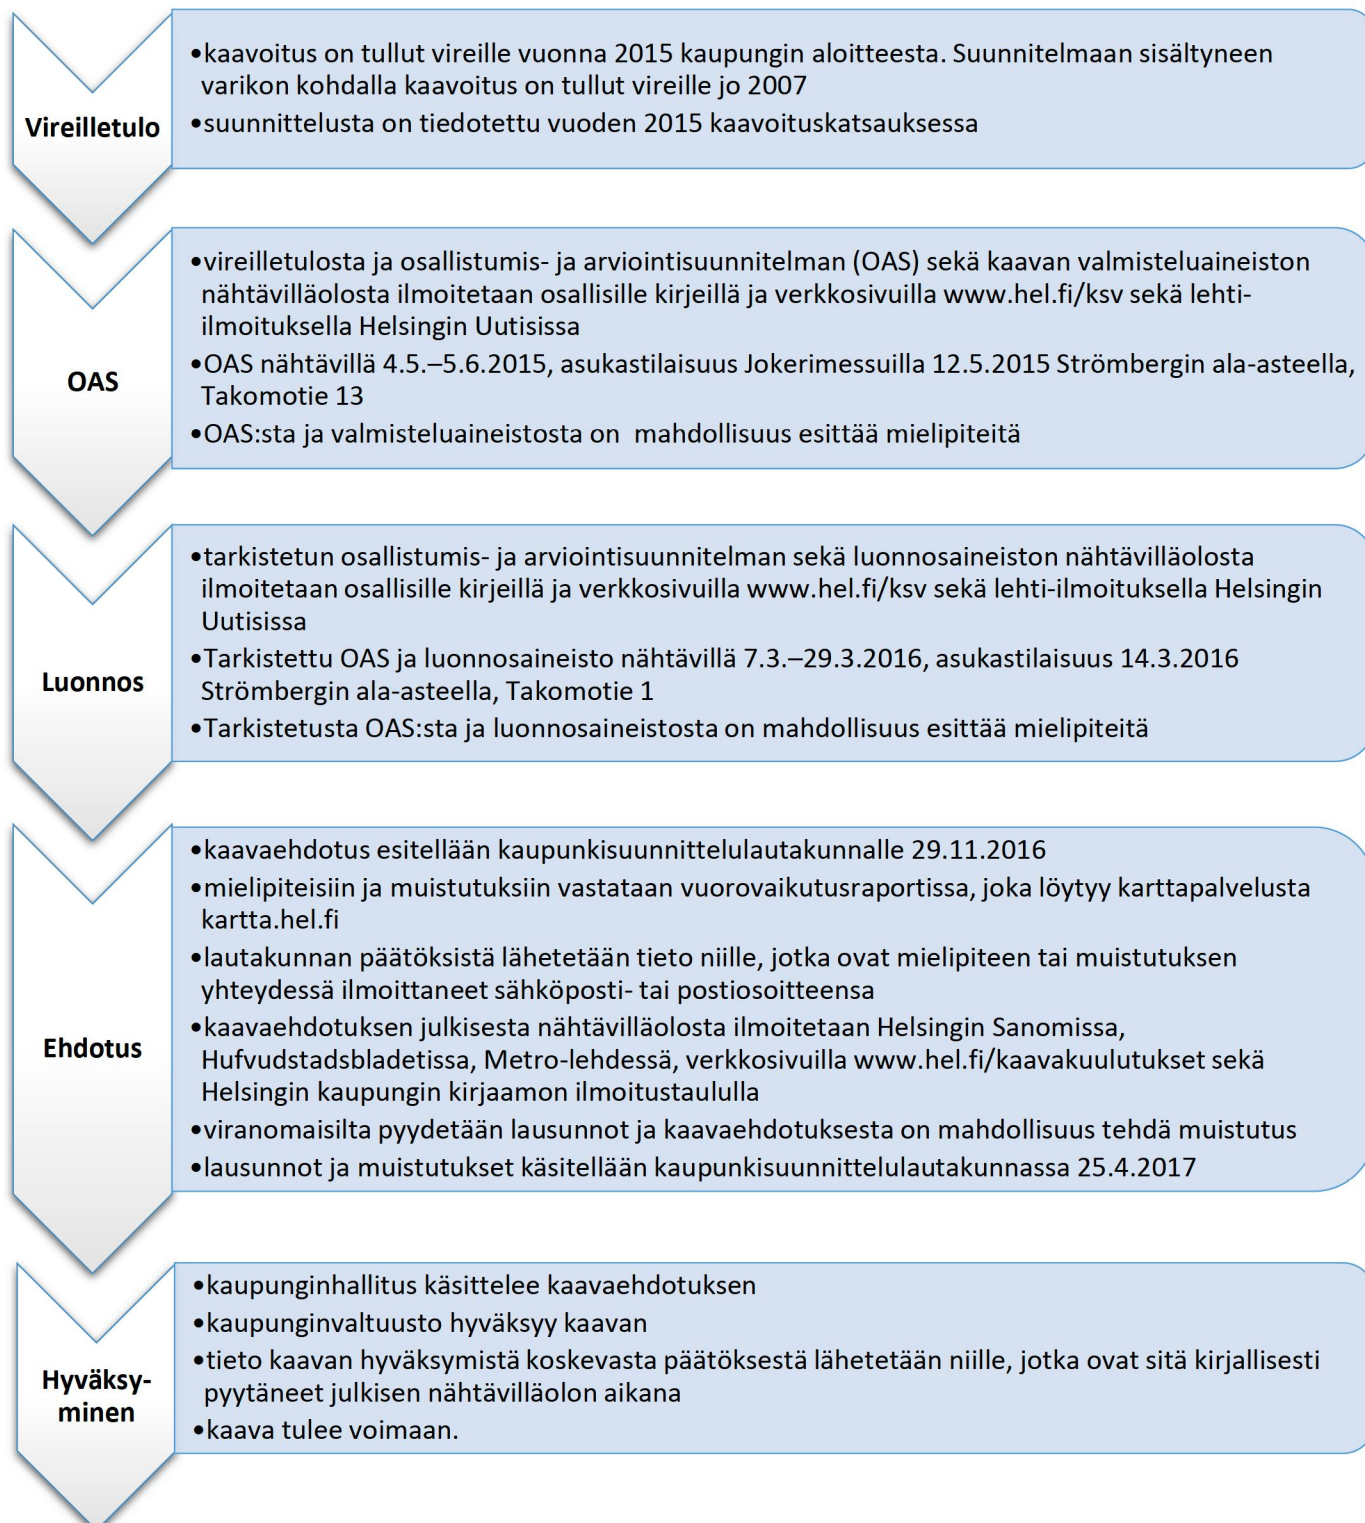 Vireilletulo
•kaavoitus on tullut vireille vuonna 2015 kaupungin aloitteesta. Suunnitelmaan sisältyneen
varikon kohdalla kaavoitus on tullut vireille jo 2007
•suunnittelusta on tiedotettu vuoden 2015 kaavoituskatsauksessa
OAS
•vireilletulosta ja osallistumis- ja arviointisuunnitelman (OAS) sekä kaavan valmisteluaineiston
nähtävilläolosta ilmoitetaan osallisille kirjeillä ja verkkosivuilla www.hel.fi/ksv sekä lehti-
ilmoituksella Helsingin Uutisissa
•OAS nähtävillä 4.5.–5.6.2015, asukastilaisuus Jokerimessuilla 12.5.2015 Strömbergin ala-asteella,
Takomotie 13
•OAS:sta ja valmisteluaineistosta on  mahdollisuus esittää mielipiteitä
Luonnos
•tarkistetun osallistumis- ja arviointisuunnitelman sekä luonnosaineiston nähtävilläolosta
ilmoitetaan osallisille kirjeillä ja verkkosivuilla www.hel.fi/ksv sekä lehti-ilmoituksella Helsingin
Uutisissa
•Tarkistettu OAS ja luonnosaineisto nähtävillä 7.3.–29.3.2016, asukastilaisuus 14.3.2016
Strömbergin ala-asteella, Takomotie 1
•Tarkistetusta OAS:sta ja luonnosaineistosta on mahdollisuus esittää mielipiteitä
Ehdotus
•kaavaehdotus esitellään kaupunkisuunnittelulautakunnalle 29.11.2016
•mielipiteisiin ja muistutuksiin vastataan vuorovaikutusraportissa, joka löytyy karttapalvelusta
kartta.hel.fi
•lautakunnan päätöksistä lähetetään tieto niille, jotka ovat mielipiteen tai muistutuksen
yhteydessä ilmoittaneet sähköposti- tai postiosoitteensa
•kaavaehdotuksen julkisesta nähtävilläolosta ilmoitetaan Helsingin Sanomissa,
Hufvudstadsbladetissa, Metro-lehdessä, verkkosivuilla www.hel.fi/kaavakuulutukset sekä
Helsingin kaupungin kirjaamon ilmoitustaululla
•viranomaisilta pyydetään lausunnot ja kaavaehdotuksesta on mahdollisuus tehdä muistutus
•lausunnot ja muistutukset käsitellään kaupunkisuunnittelulautakunnassa 25.4.2017
Hyväksy-
minen
•kaupunginhallitus käsittelee kaavaehdotuksen
•kaupunginvaltuusto hyväksyy kaavan
•tieto kaavan hyväksymistä koskevasta päätöksestä lähetetään niille, jotka ovat sitä kirjallisesti
pyytäneet julkisen nähtävilläolon aikana
•kaava tulee voimaan.